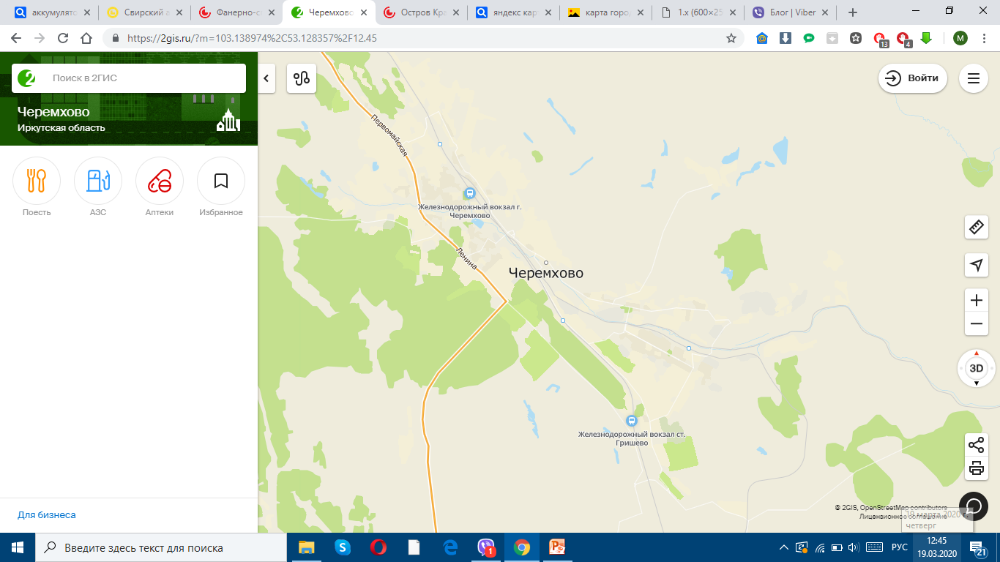 аккумулято
Свирский а
Фанерно-с
Черемхово
Остров Кра
яндекс кар
карта горо
1.x (600×25
Блог | Viber
https://2gis.ru/?m=103.138974%2C53.128357%2F12.45
13
4
M
Поиск в 2ГИС
Черемхово
Иркутская область
Поесть
АЗС
Аптеки
Избранное
Для бизнеса
Войти
Первомайская
Железнодорожный вокзал г.
Черемхово
Ленина
Черемхово
Железнодорожный вокзал ст.
Гришево
3D
© 2GIS, OpenStreetMap contributors
Лицензионное соглашение
19 марта 2020 г.
четверг
Введите здесь текст для поиска
1
РУС
12:45
19.03.2020
21